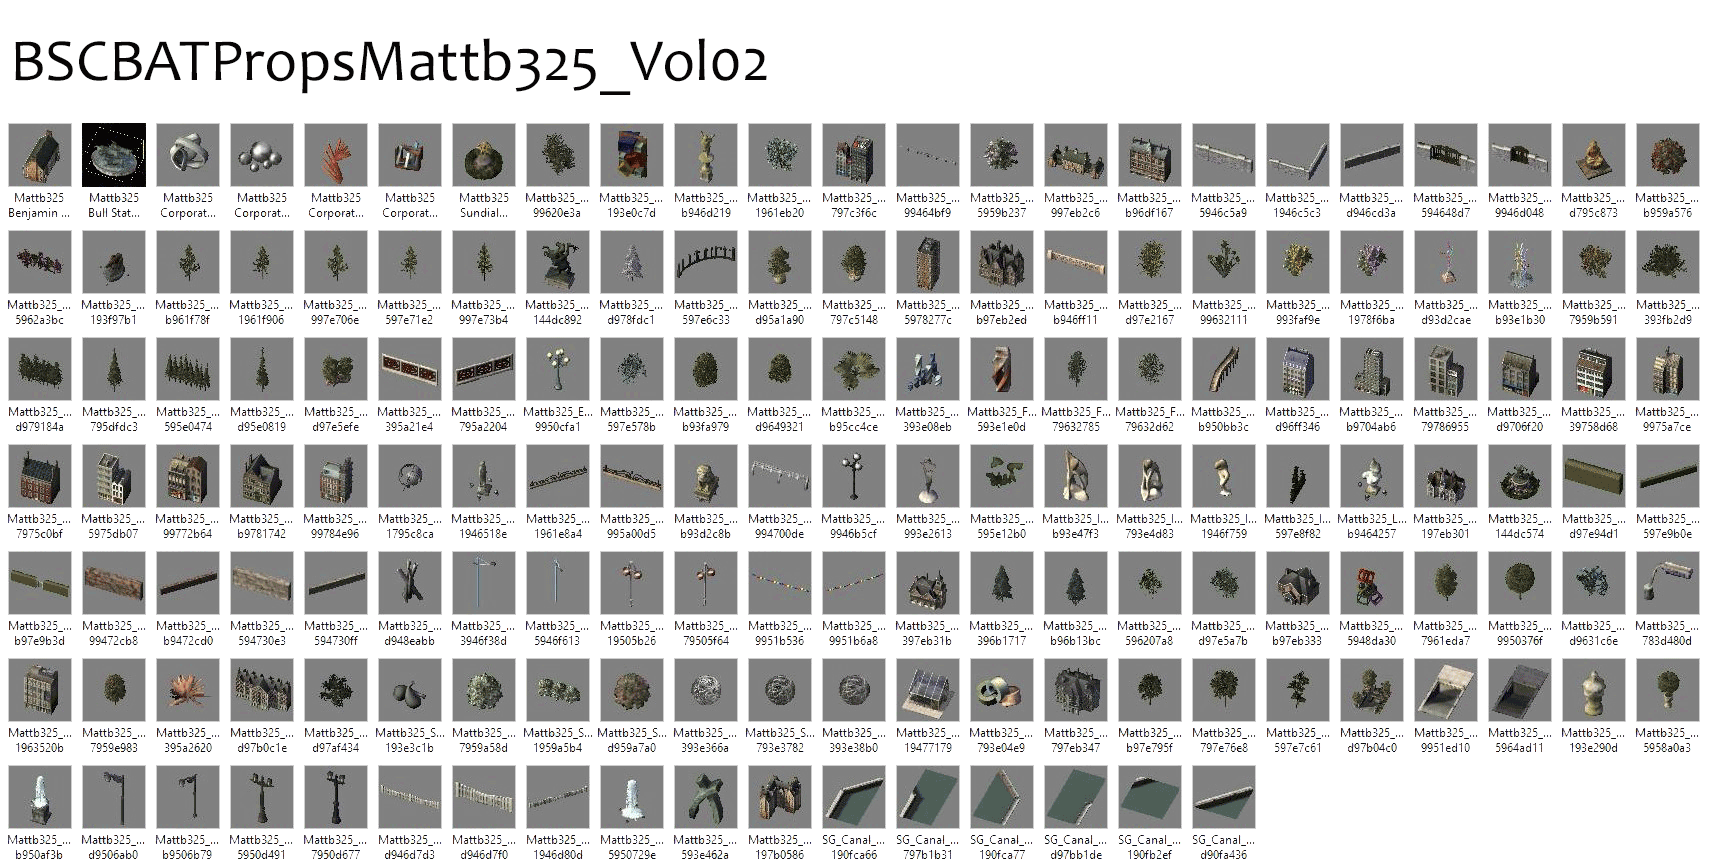 BSCBATPropsMattb325_Vol02
Mattb325 Mattb325 Mattb325 Mattb325 Mattb325 Mattb325 Mattb325 Mattb325_... Mattb325_... Mattb325_... Mattb325_... Mattb325_... Mattb325_... Mattb325_... Mattb325_... Mattb325_... Mattb325_... Mattb325_... Mattb325_... Mattb325_... Mattb325_... Mattb325_... Mattb325_...
Benjamin ... Bull Stat... Corporat... Corporat... Corporat... Corporat... Sundial... 99620e3a 193e0c7d b946d219 1961eb20 797c3f6c 99464bf9 5959b237 997eb2c6 b96df167 5946c5a9 1946c5c3 d946cd3a 594648d7 9946d048 d795c873 b959a576
Mattb325_... Mattb325_... Mattb325_... Mattb325_... Mattb325_... Mattb325_... Mattb325_... Mattb325_... Mattb325_... Mattb325_... Mattb325_... Mattb325_... Mattb325_... Mattb325_... Mattb325_... Mattb325_... Mattb325_... Mattb325_... Mattb325_... Mattb325_... Mattb325_... Mattb325_... Mattb325_...
5962a3bc 193f97b1 b961f78f 1961f906 997e706e 597e71e2 997e73b4 144dc892 d978fdc1 597e6c33 d95a1a90 797c5148 5978277c b97eb2ed b946ff11 d97e2167 99632111 993faf9e 1978f6ba d93d2cae b93e1b30 7959b591 393fb2d9
Mattb325_... Mattb325_... Mattb325_... Mattb325_... Mattb325_... Mattb325_... Mattb325_... Mattb325_E... Mattb325_... Mattb325_... Mattb325_... Mattb325_... Mattb325_... Mattb325_F... Mattb325_F... Mattb325_F... Mattb325_... Mattb325_... Mattb325_... Mattb325_... Mattb325_... Mattb325_... Mattb325_...
d979184a 795dfdc3 595e0474 d95e0819 d97e5efe 395a21e4 795a2204 9950cfa1 597e578b b93fa979 d9649321 b95cc4ce 393e08eb 593e1e0d 79632785 79632d62 b950bb3c d96ff346 b9704ab6 79786955 d9706f20 39758d68 9975a7ce
Mattb325_... Mattb325_... Mattb325_... Mattb325_... Mattb325_... Mattb325_... Mattb325_... Mattb325_... Mattb325_... Mattb325_... Mattb325_... Mattb325_... Mattb325_... Mattb325_... Mattb325_I... Mattb325_I... Mattb325_I... Mattb325_I... Mattb325_L... Mattb325_... Mattb325_... Mattb325_... Mattb325_...
7975c0bf 5975db07 99772b64 b9781742 99784e96 1795c8ca 1946518e 1961e8a4 995a00d5 b93d2c8b 994700de 9946b5cf 993e2613 595e12b0 b93e47f3 793e4d83 1946f759 597e8f82 b9464257 197eb301 144dc574 d97e94d1 597e9b0e
Mattb325_... Mattb325_... Mattb325_... Mattb325_... Mattb325_... Mattb325_... Mattb325_... Mattb325_... Mattb325_... Mattb325_... Mattb325_... Mattb325_... Mattb325_... Mattb325_... Mattb325_... Mattb325_... Mattb325_... Mattb325_... Mattb325_... Mattb325_... Mattb325_... Mattb325_... Mattb325_...
b97e9b3d 99472cb8 b9472cd0 594730e3 594730ff d948eabb 3946f38d 5946f613 19505b26 79505f64 9951b536 9951b6a8 397eb31b 396b1717 b96b13bc 596207a8 d97e5a7b b97eb333 5948da30 7961eda7 9950376f d9631c6e 783d480d
Mattb325_... Mattb325_... Mattb325_... Mattb325_... Mattb325_... Mattb325_S... Mattb325_... Mattb325_S... Mattb325_S... Mattb325_... Mattb325_S... Mattb325_... Mattb325_... Mattb325_... Mattb325_... Mattb325_... Mattb325_... Mattb325_... Mattb325_... Mattb325_... Mattb325_... Mattb325_... Mattb325_...
1963520b 7959e983 395a2620 d97b0c1e d97af434 193e3c1b 7959a58d 1959a5b4 d959a7a0 393e366a 793e3782 393e38b0 19477179 793e04e9 797eb347 b97e795f 797e76e8 597e7c61 d97b04c0 9951ed10 5964ad11 193e290d 5958a0a3
Mattb325_... Mattb325_... Mattb325_... Mattb325_... Mattb325_... Mattb325_... Mattb325_... Mattb325_... Mattb325_... Mattb325_... Mattb325_... SG_Canal_... SG_Canal_... SG_Canal_... SG_Canal_... SG_Canal_... SG_Canal_...
b950af3b d9506ab0 b9506b79 5950d491 7950d677 d946d7d3 d946d7f0 1946d80d 5950729e 593e462a 197b0586 190fca66 797b1b31 190fca77 d97bb1de 190fb2ef d90fa436